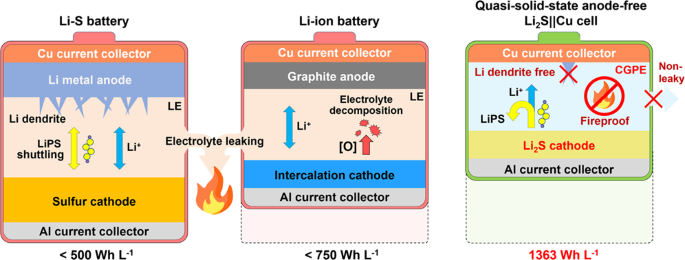 Li-S battery
Cu current collector
Li metal anode
LE
Li dendrite
LiPS
shuttling
Li⁺
Sulfur cathode
Al current collector
< 500 Wh L⁻¹
Electrolyte leaking
Li-ion battery
Cu current collector
Graphite anode
LE
Electrolyte
decomposition
Li⁺
[O]
Intercalation cathode
Al current collector
< 750 Wh L⁻¹
Quasi-solid-state anode-free
Li₂S||Cu cell
Cu current collector
Li dendrite free
CGPE
Li⁺
LiPS
Fireproof
Non-
leaky
Li₂S cathode
Al current collector
1363 Wh L⁻¹